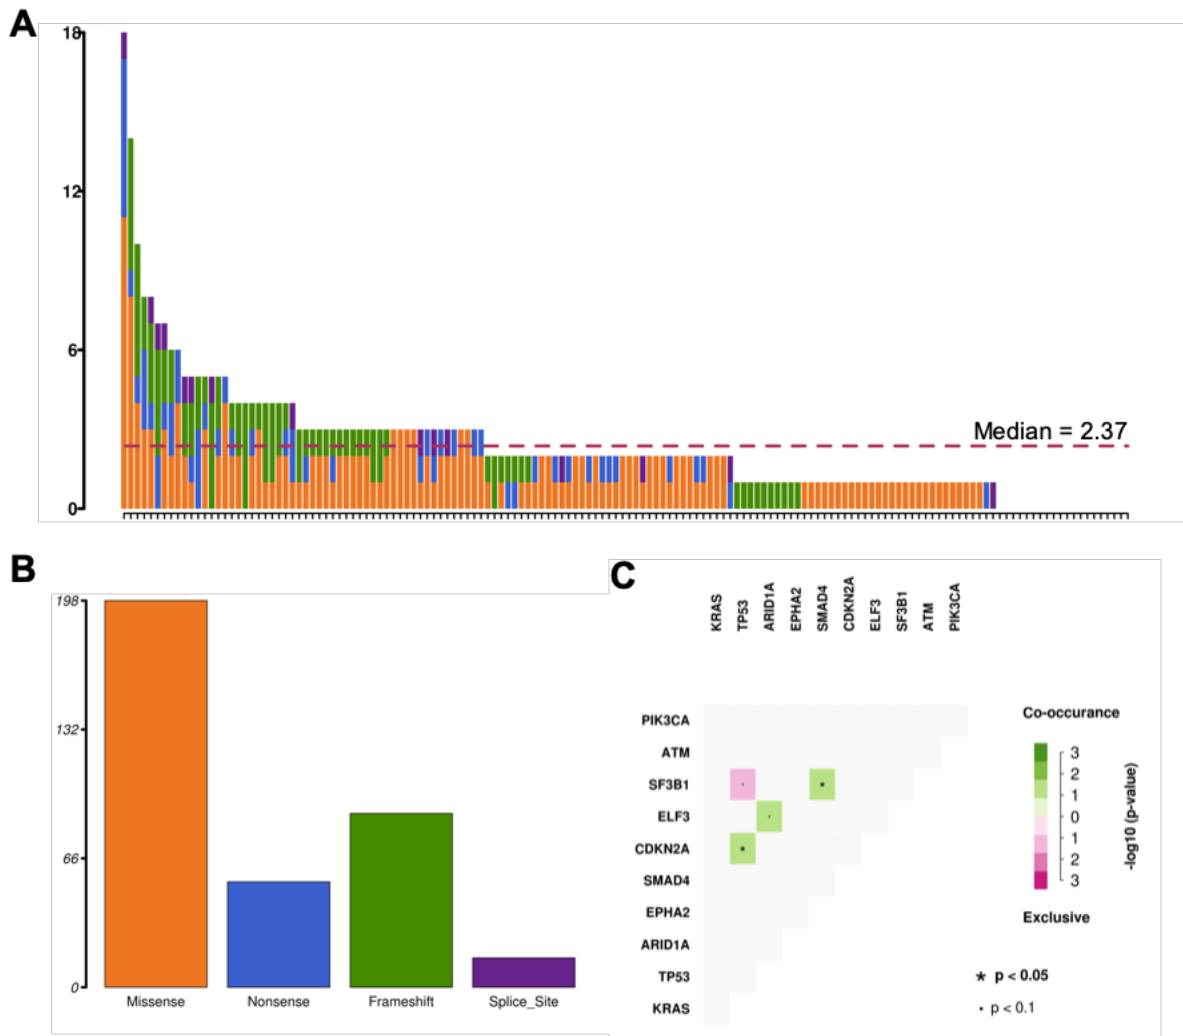 A
18
12
6
0
Median = 2.37
B
198
132
66
0
Missense
Nonsense
Frameshift
Splice_Site
C
KRAS
TP53
ARID1A
EPHA2
SMAD4
CDKN2A
ELF3
SF3B1
ATM
PIK3CA
PIK3CA
ATM
SF3B1
ELF3
CDKN2A
SMAD4
EPHA2
ARID1A
TP53
KRAS
Co-occurance
3
2
1
0
1
2
3
-log10 (p-value)
Exclusive
* p < 0.05
· p < 0.1